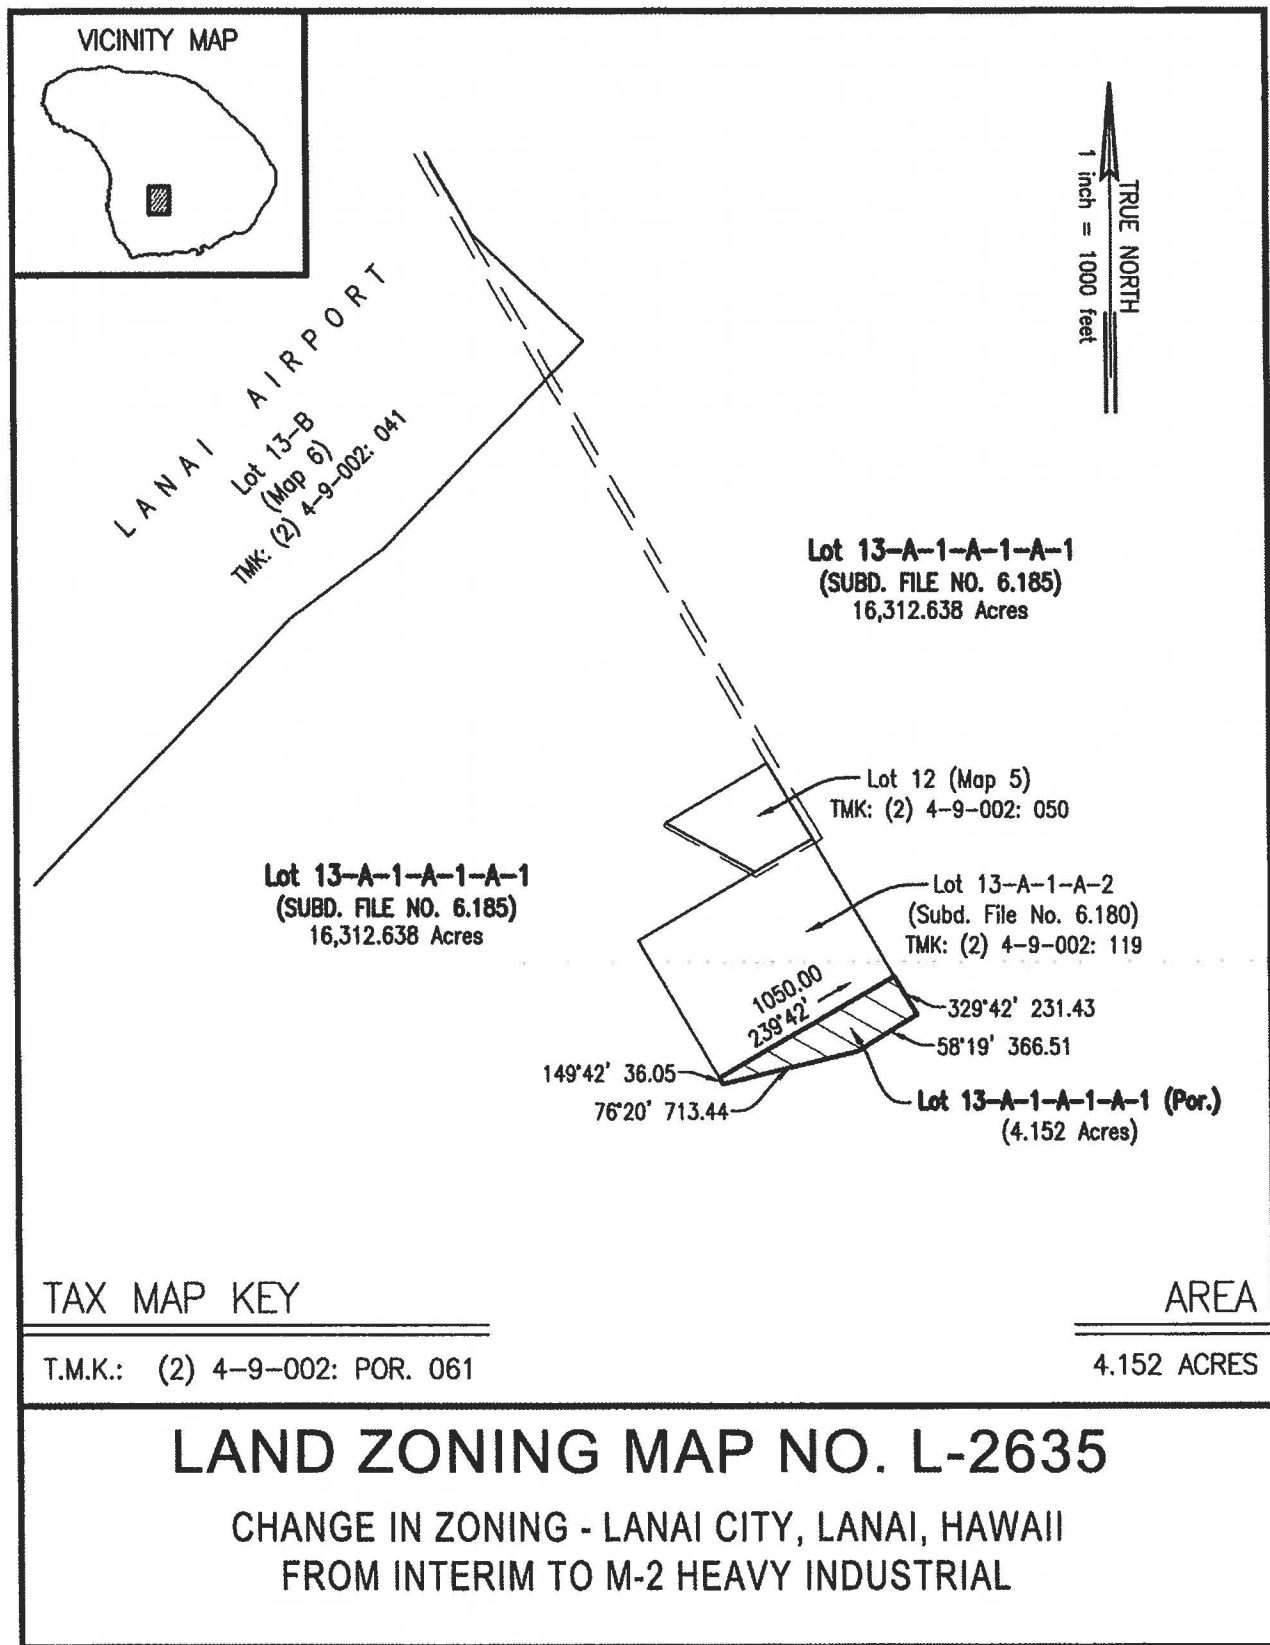 VICINITY MAP
TRUE NORTH
1 inch = 1000 feet
LANAI AIRPORT
Lot 13-B
(Map 6)
TMK: (2) 4-9-002: 041
Lot 13-A-1-A-1-A-1
(SUBD. FILE NO. 6.185)
16,312.638 Acres
Lot 12 (Map 5)
TMK: (2) 4-9-002: 050
Lot 13-A-1-A-1-A-1
(SUBD. FILE NO. 6.185)
16,312.638 Acres
Lot 13-A-1-A-2
(Subd. File No. 6.180)
TMK: (2) 4-9-002: 119
1050.00
239°42'
329°42' 231.43
58°19' 366.51
149°42' 36.05
76°20' 713.44
Lot 13-A-1-A-1-A-1 (Por.)
(4.152 Acres)
TAX MAP KEY
AREA
T.M.K.: (2) 4-9-002: POR. 061
4.152 ACRES
LAND ZONING MAP NO. L-2635
CHANGE IN ZONING - LANAI CITY, LANAI, HAWAII
FROM INTERIM TO M-2 HEAVY INDUSTRIAL